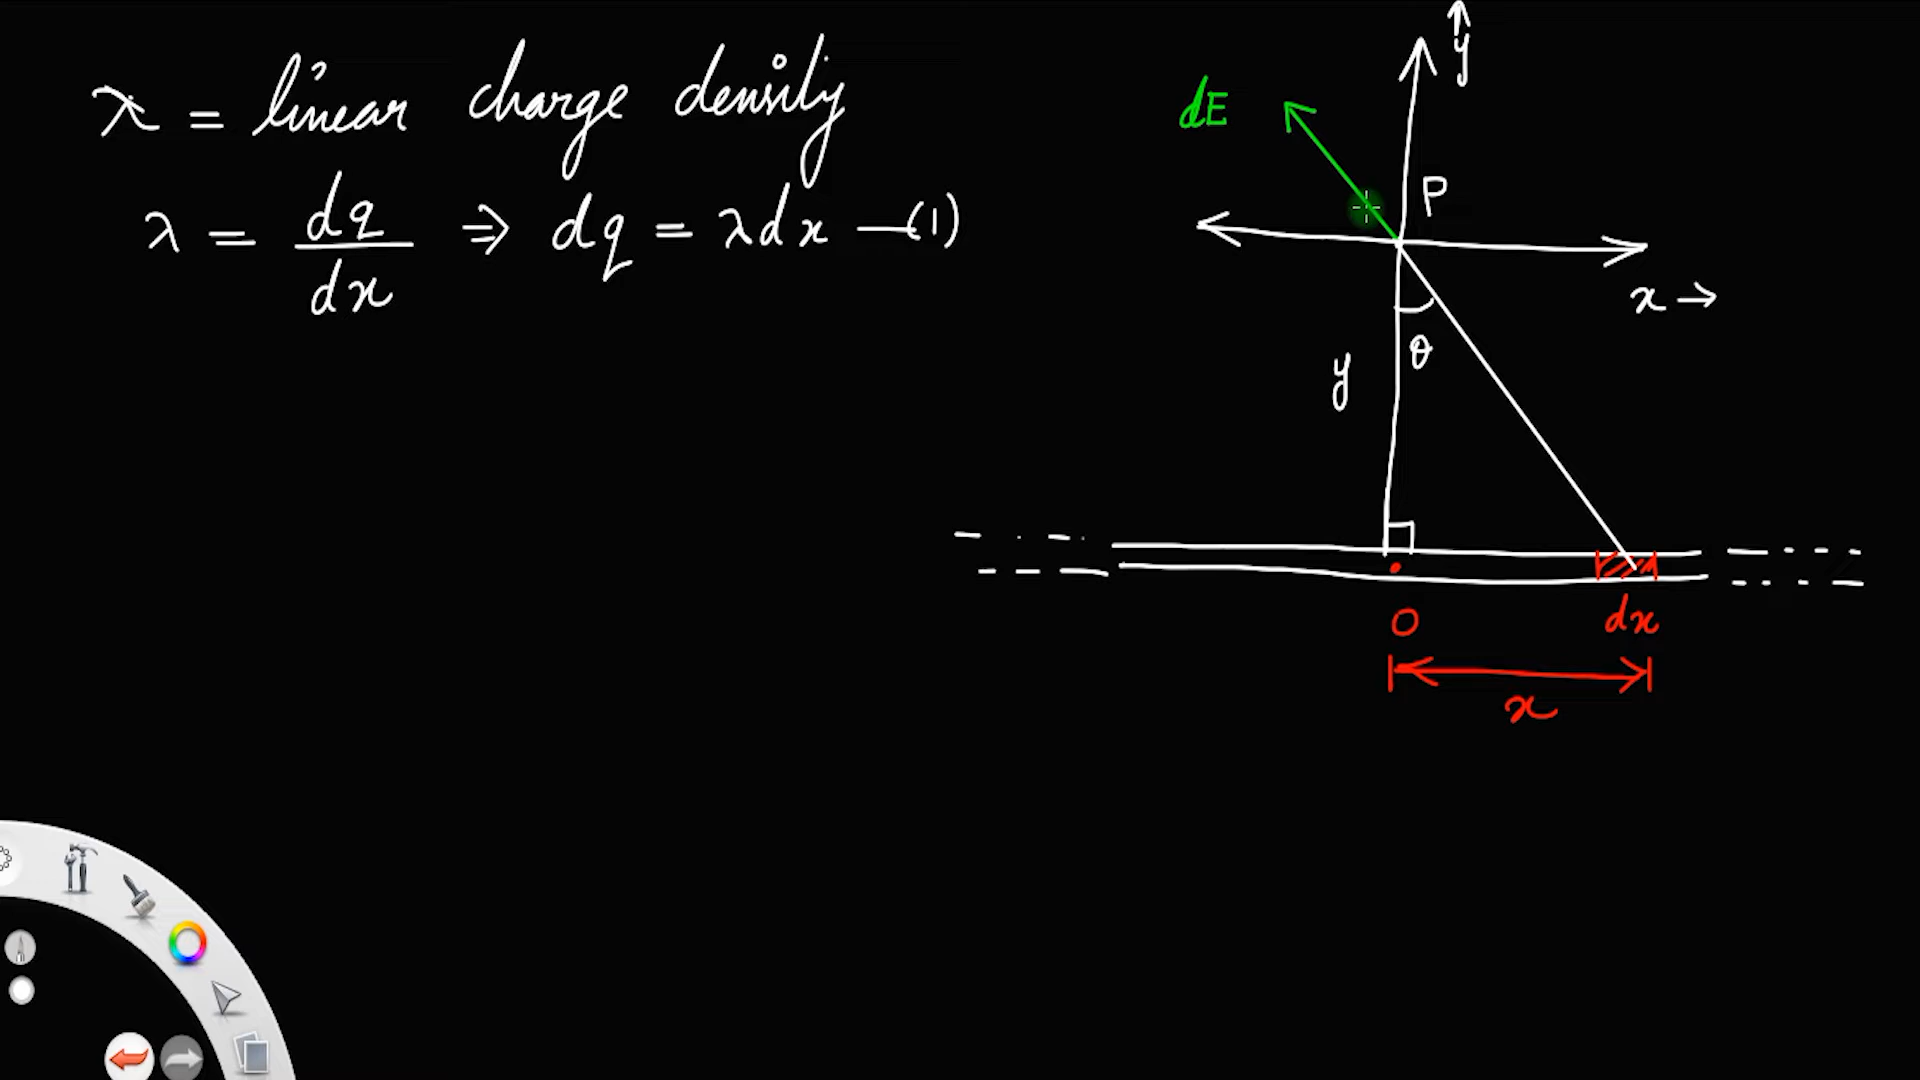 λ = linear charge density
λ = dq/dx ⇒ dq = λdx —(1)
↑
y
dE
P
x →
θ
y
O
dx
x